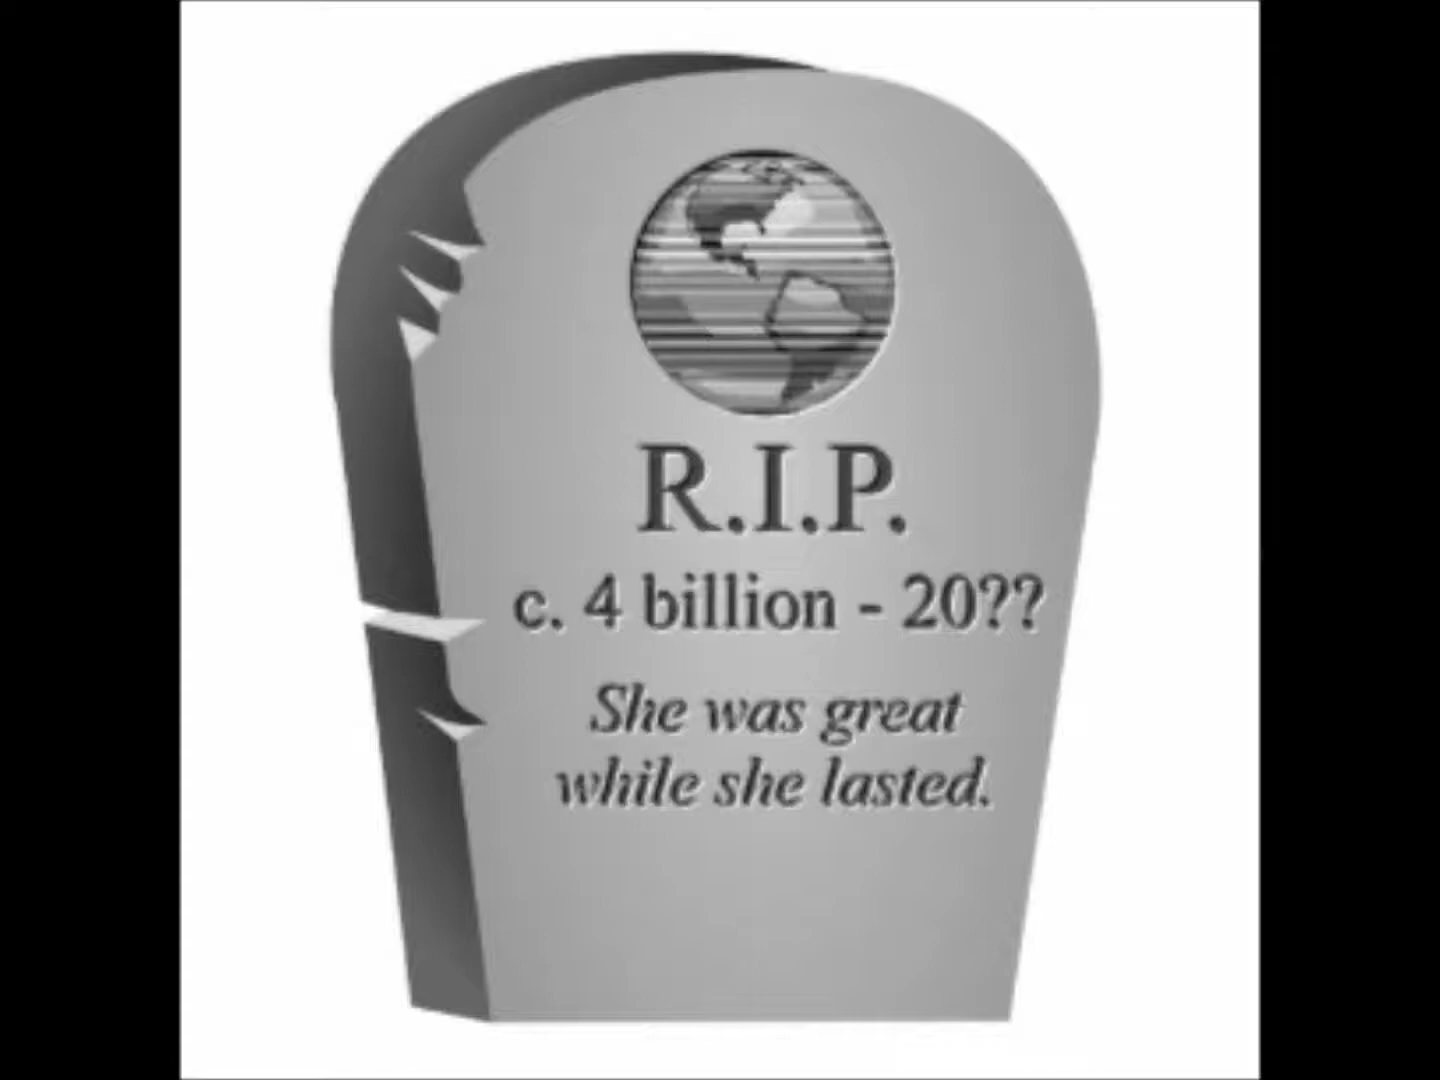 R.I.P.
c. 4 billion - 20??
She was great
while she lasted.